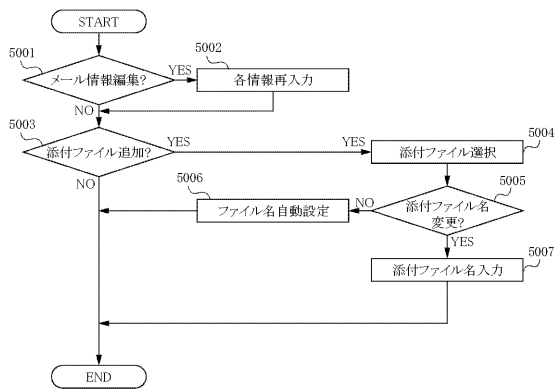 START
5001
メール情報編集?
YES
5002
各情報再入力
NO
5003
添付ファイル追加?
YES
YES
5004
添付ファイル選択
NO
5006
ファイル名自動設定
NO
5005
添付ファイル名
変更?
YES
5007
添付ファイル名入力
END